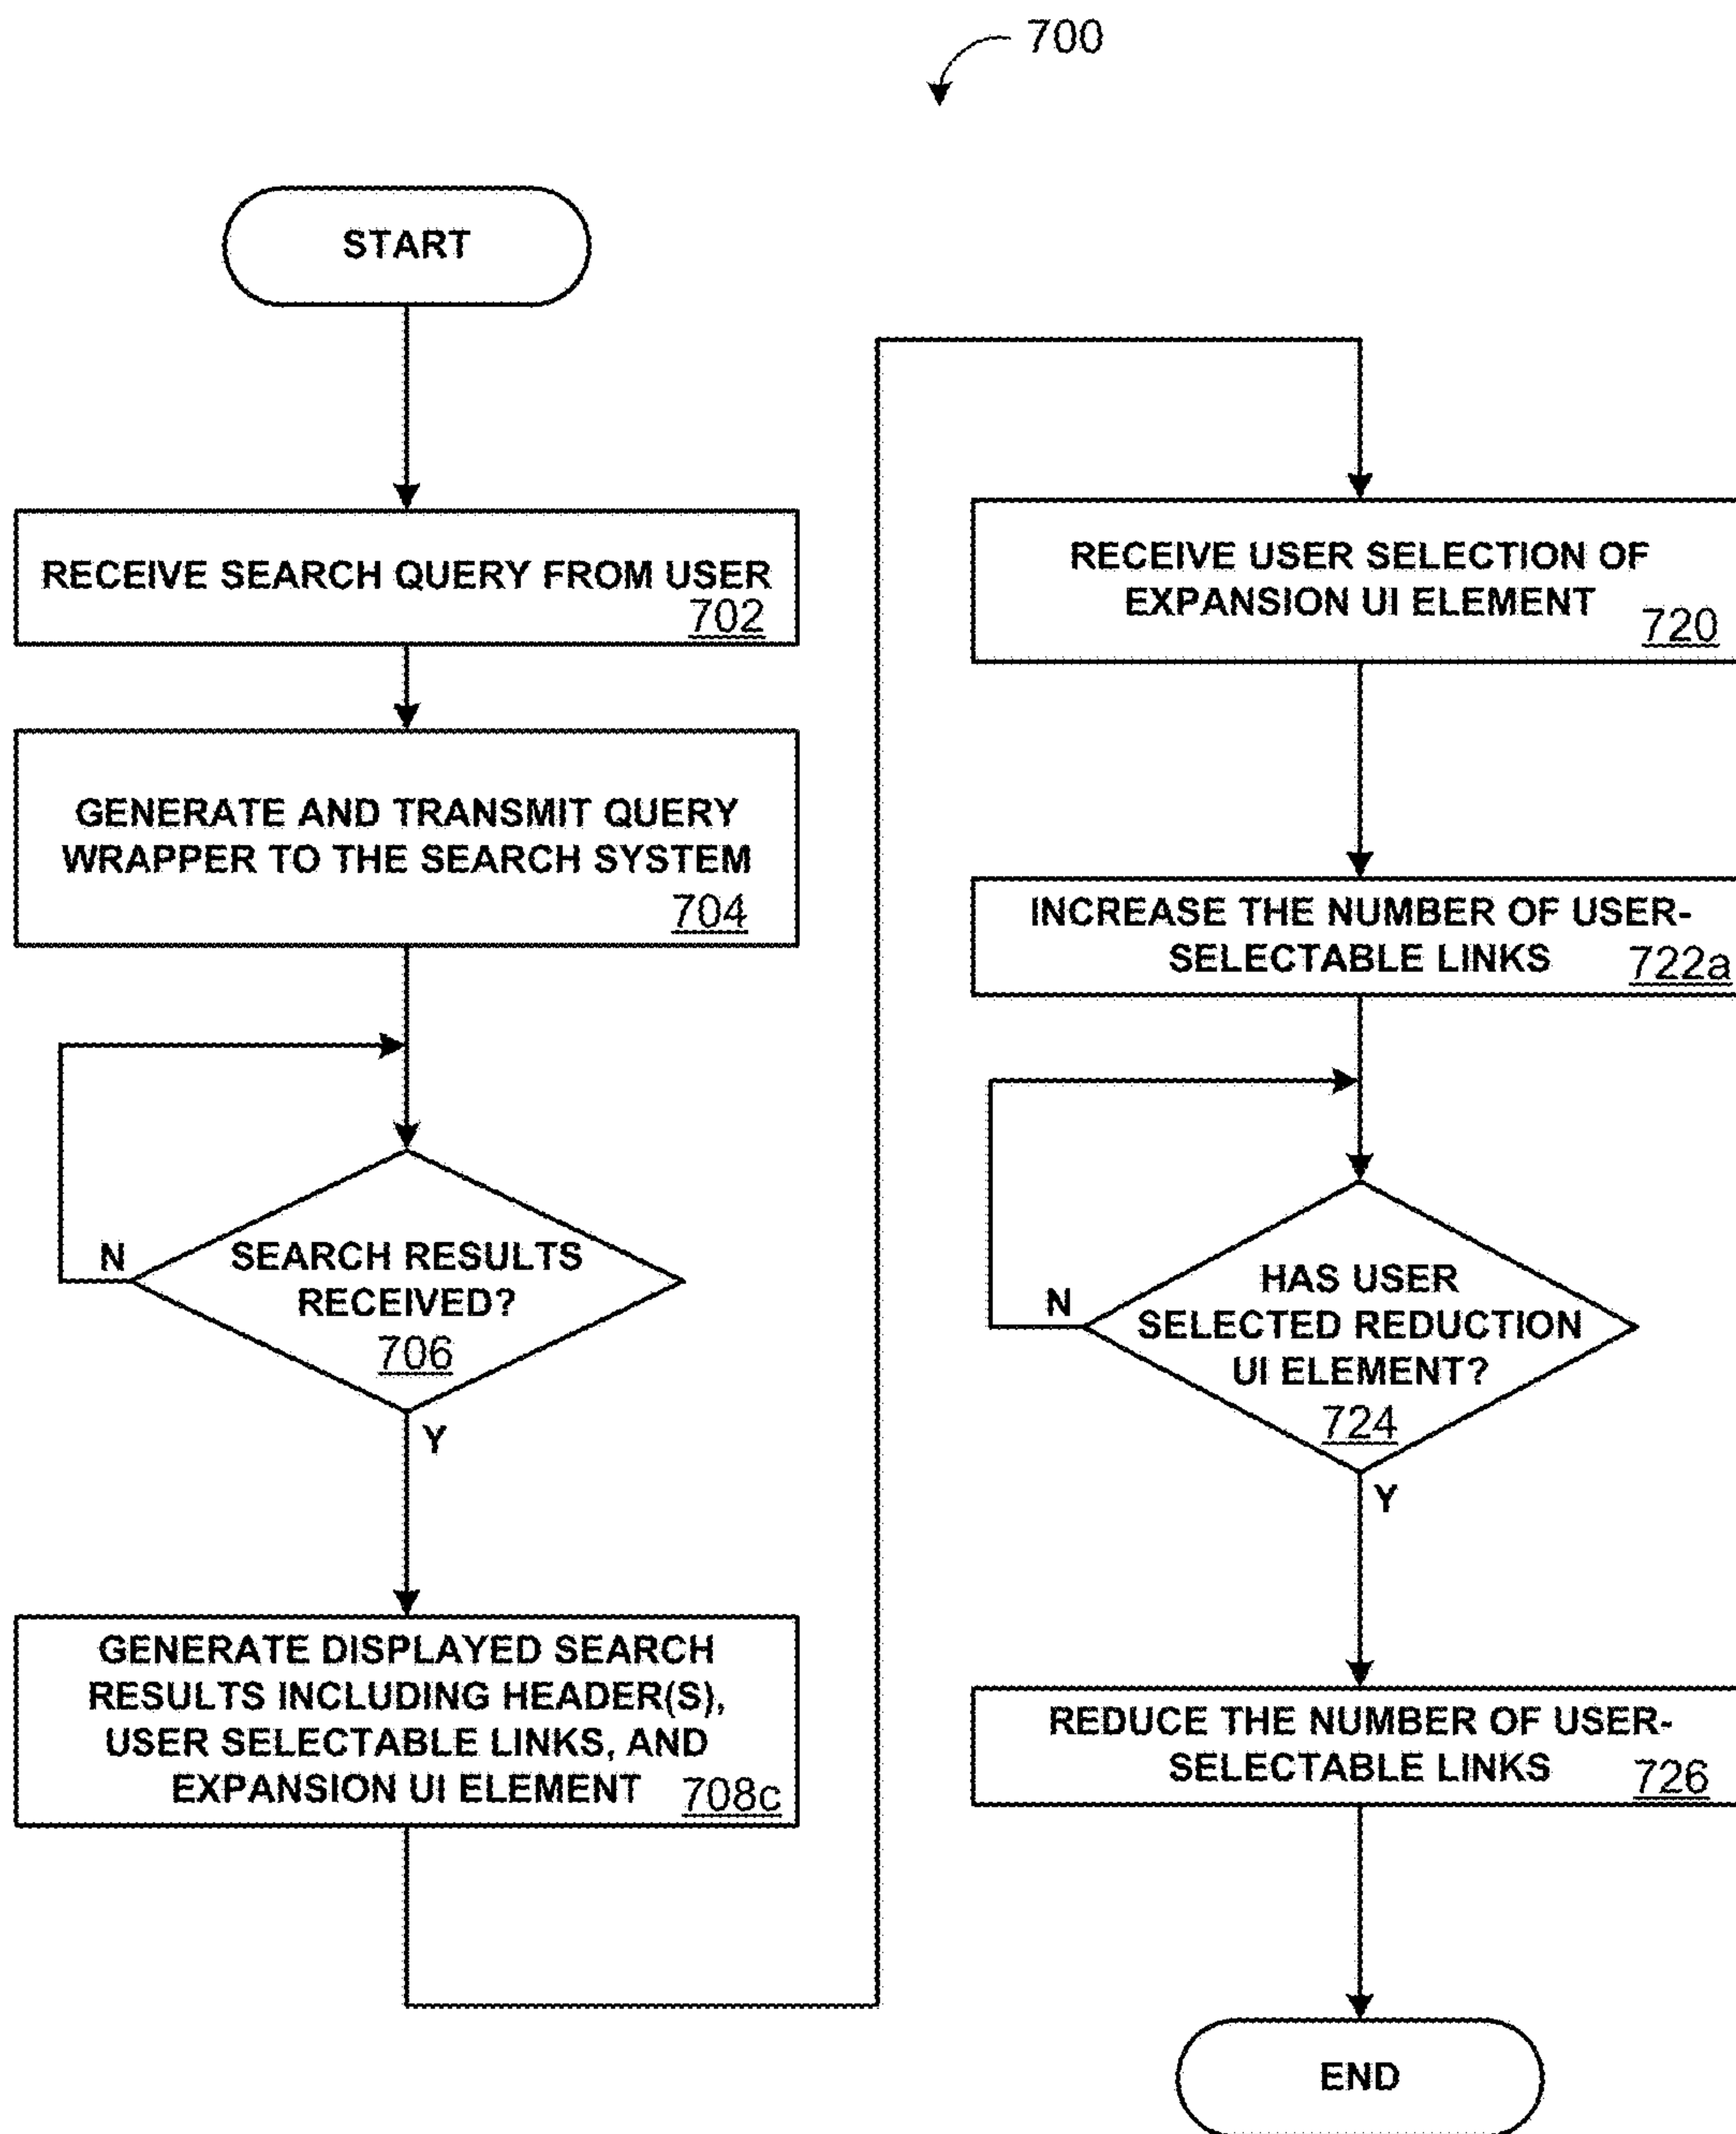 700
START
RECEIVE SEARCH QUERY FROM USER
702
GENERATE AND TRANSMIT QUERY
WRAPPER TO THE SEARCH SYSTEM
704
N
SEARCH RESULTS
RECEIVED?
706
Y
GENERATE DISPLAYED SEARCH
RESULTS INCLUDING HEADER(S),
USER SELECTABLE LINKS, AND
EXPANSION UI ELEMENT
708c
RECEIVE USER SELECTION OF
EXPANSION UI ELEMENT
720
INCREASE THE NUMBER OF USER-
SELECTABLE LINKS
722a
N
HAS USER
SELECTED REDUCTION
UI ELEMENT?
724
Y
REDUCE THE NUMBER OF USER-
SELECTABLE LINKS
726
END